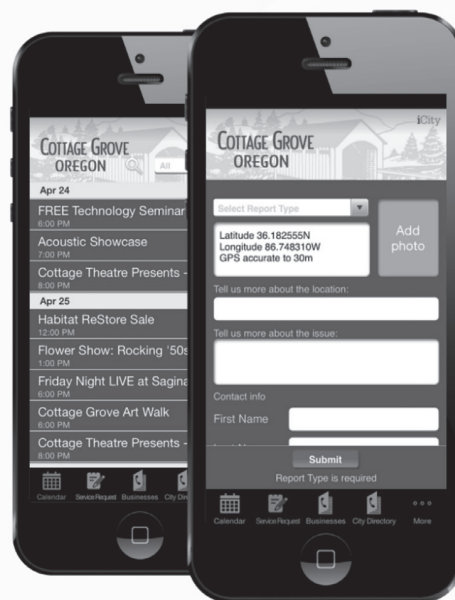 COTTAGE GROVE
OREGON
All
Apr 24
FREE Technology Seminar
6:00 PM
Acoustic Showcase
7:00 PM
Cottage Theatre Presents -
8:00 PM
Apr 25
Habitat ReStore Sale
12:00 PM
Flower Show: Rocking '50s
1:00 PM
Friday Night LIVE at Sagina
6:00 PM
Cottage Grove Art Walk
6:00 PM
Cottage Theatre Presents -
8:00 PM
Calendar Service Request Businesses City Dire
iCity
COTTAGE GROVE
OREGON
Select Report Type
Latitude 36.182555N
Longitude 86.748310W
GPS accurate to 30m
Add
photo
Tell us more about the location:
Tell us more about the issue:
Contact info
First Name
Submit
Report Type is required
Calendar Service Request Businesses City Directory More